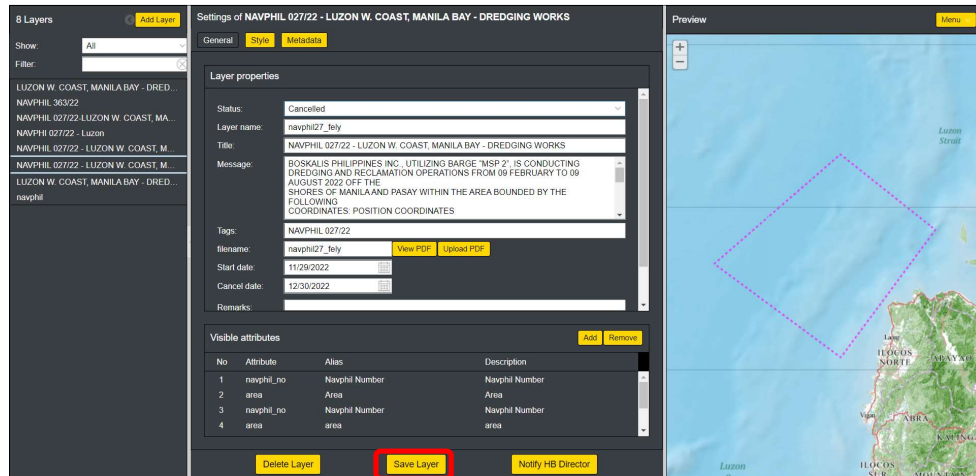 8 Layers
Add Layer
Show:
All
Filter:
LUZON W. COAST, MANILA BAY - DRED...
NAVPHIL 363/22
NAVPHIL 027/22-LUZON W. COAST, MA...
NAVPHI 027/22 - Luzon
NAVPHIL 027/22 - LUZON W. COAST, M...
NAVPHIL 027/22 - LUZON W. COAST, M...
LUZON W. COAST, MANILA BAY - DRED...
navphil
Settings of NAVPHIL 027/22 - LUZON W. COAST, MANILA BAY - DREDGING WORKS
General
Style
Metadata
Layer properties
Status:
Cancelled
Layer name:
navphil27_fely
Title:
NAVPHIL 027/22 - LUZON W. COAST, MANILA BAY - DREDGING WORKS
Message:
BOSKALIS PHILIPPINES INC., UTILIZING BARGE "MSP 2", IS CONDUCTING
DREDGING AND RECLAMATION OPERATIONS FROM 09 FEBRUARY TO 09
AUGUST 2022 OFF THE
SHORES OF MANILA AND PASAY WITHIN THE AREA BOUNDED BY THE
FOLLOWING
COORDINATES: POSITION COORDINATES
Tags:
NAVPHIL 027/22
filename:
navphil27_fely
View PDF
Upload PDF
Start date:
11/29/2022
Cancel date:
12/30/2022
Remarks:
Visible attributes
Add
Remove
No Attribute Alias Description
1 navphil_no Navphil Number Navphil Number
2 area Area Area
3 navphil_no Navphil Number Navphil Number
4 area area area
Delete Layer
Save Layer
Notify HB Director
Preview
Menu
+
−
Luzon
Strait
Laoag
ILOCOS
NORTE
APAYAO
Vigan
ABRA
KALINGA
ILOCOS
SUR
MOUNTAIN
Luzon